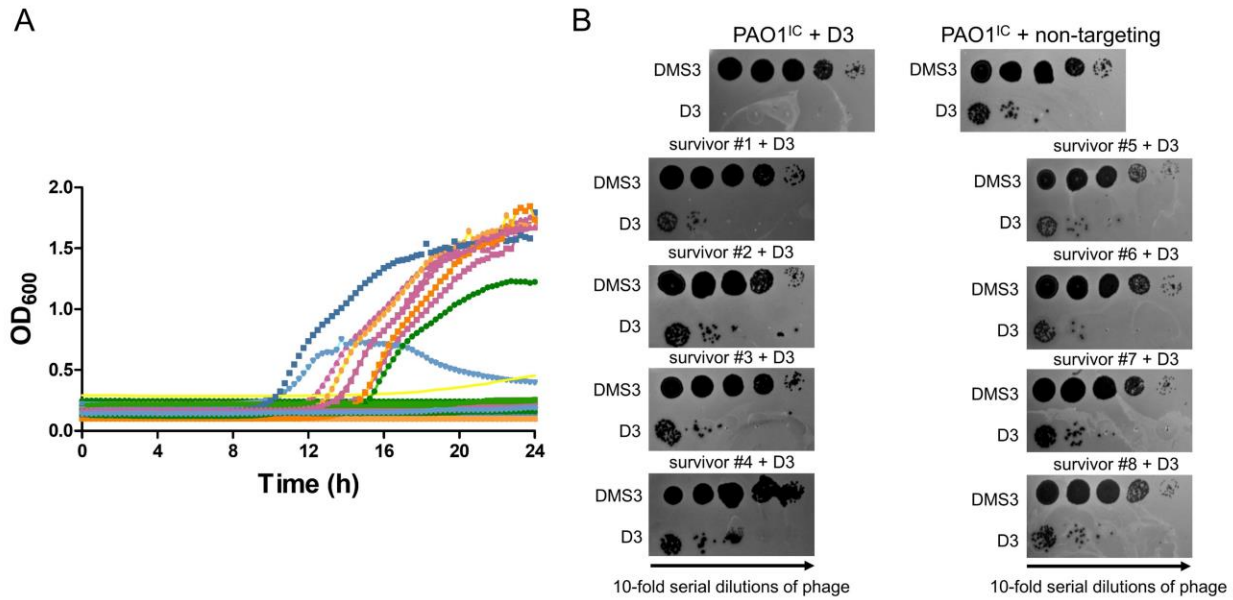 A
OD600
2.0
1.5
1.0
0.5
0.0
0
4
8
12
16
20
24
Time (h)
B
PAO1IC + D3
DMS3
D3
survivor #1 + D3
DMS3
D3
survivor #2 + D3
DMS3
D3
survivor #3 + D3
DMS3
D3
survivor #4 + D3
DMS3
D3
10-fold serial dilutions of phage
PAO1IC + non-targeting
DMS3
D3
survivor #5 + D3
DMS3
D3
survivor #6 + D3
DMS3
D3
survivor #7 + D3
DMS3
D3
survivor #8 + D3
DMS3
D3
10-fold serial dilutions of phage